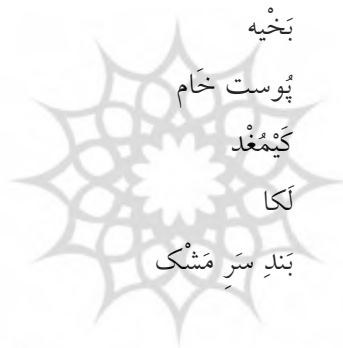 بَخْیه
پُوست خَام
کَیْمُغْد
لَکا
بَندِ سَرِ مَشْک